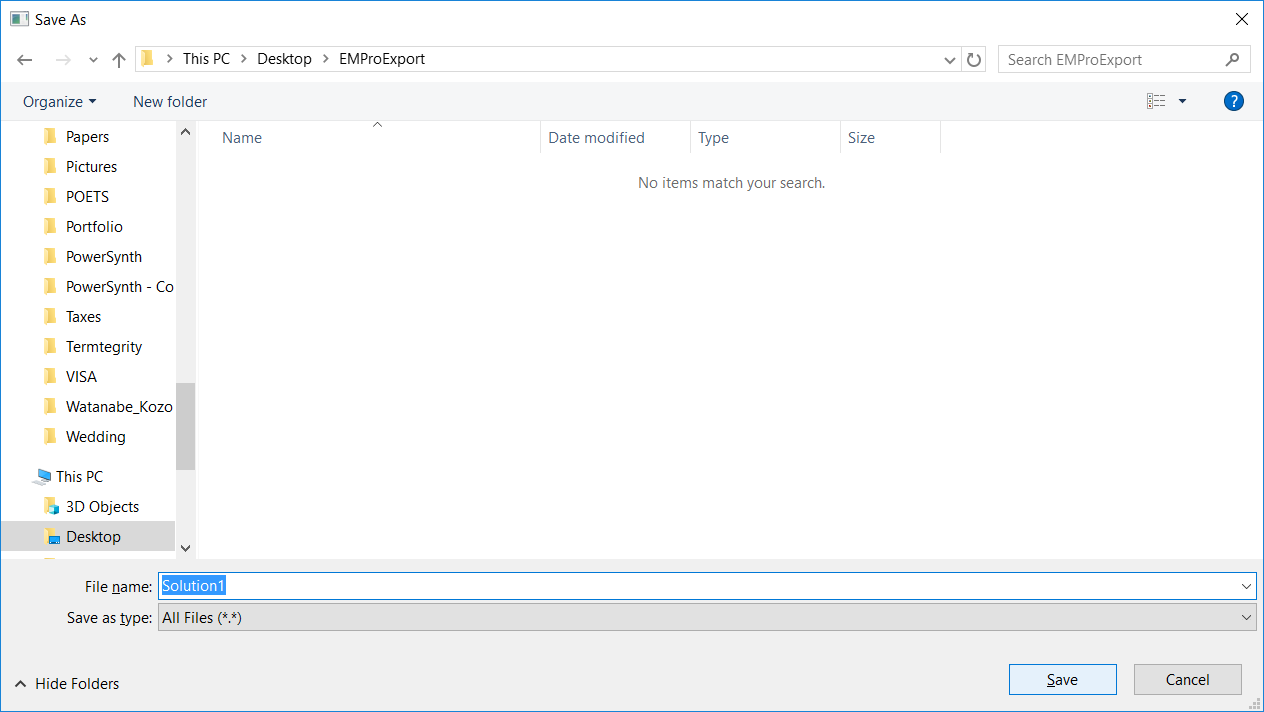 Save As
This PC > Desktop > EMProExport
Search EMProExport
Organize
New folder
?
Name
Date modified
Type
Size
No items match your search.
Papers
Pictures
POETS
Portfolio
PowerSynth
PowerSynth - Co
Taxes
Termtegrity
VISA
Watanabe_Kozo
Wedding
This PC
3D Objects
Desktop
File name: Solution1
Save as type: All Files (*.*)
Hide Folders
Save
Cancel